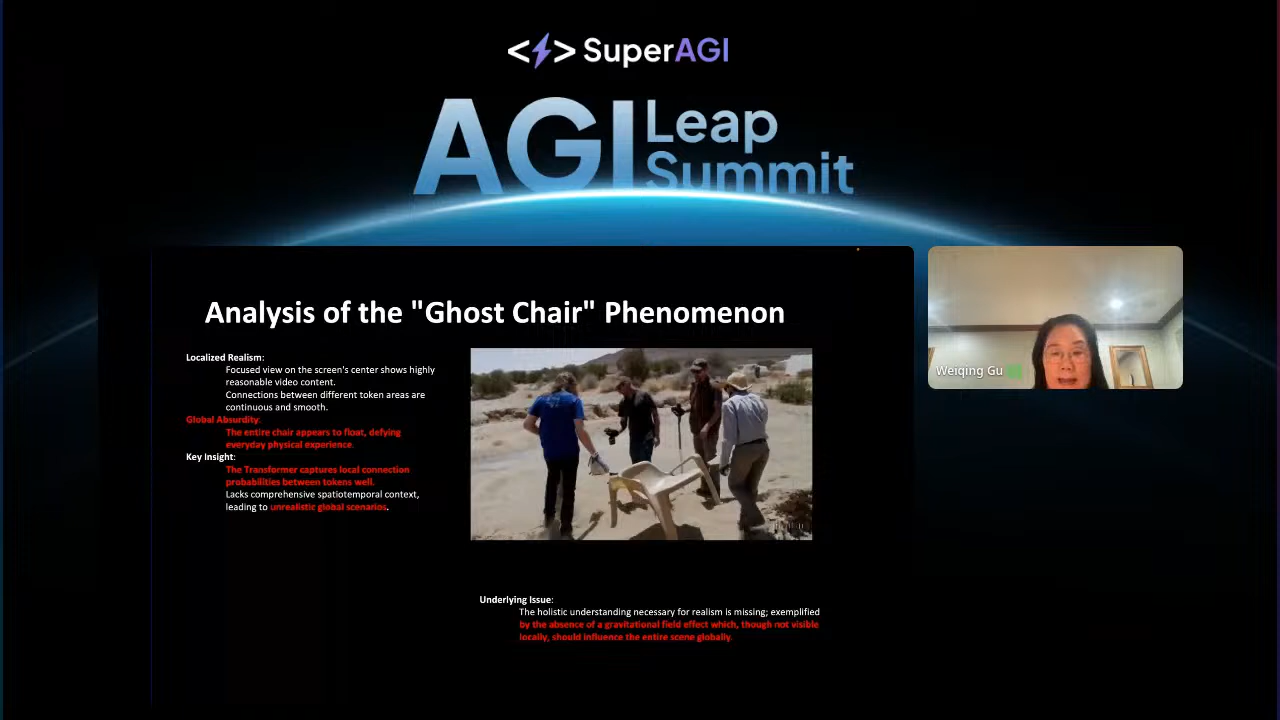 <⚡> SuperAGI
AGI Leap
Summit
Analysis of the "Ghost Chair" Phenomenon
Localized Realism:
Focused view on the screen's center shows highly
reasonable video content.
Connections between different token areas are
continuous and smooth.
Global Absurdity:
The entire chair appears to float, defying
everyday physical experience.
Key Insight:
The Transformer captures local connection
probabilities between tokens well.
Lacks comprehensive spatiotemporal context,
leading to unrealistic global scenarios.
Weiqing Gu
Underlying Issue:
The holistic understanding necessary for realism is missing; exemplified
by the absence of a gravitational field effect which, though not visible
locally, should influence the entire scene globally.